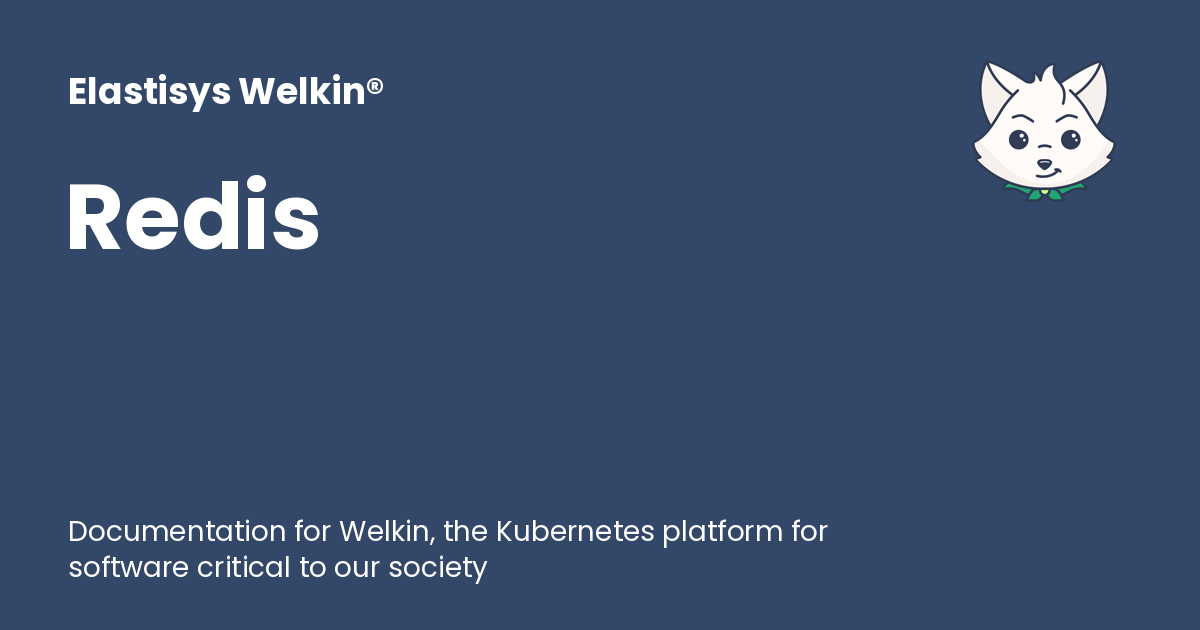 Elastisys Welkin®
Redis
Documentation for Welkin, the Kubernetes platform for
software critical to our society